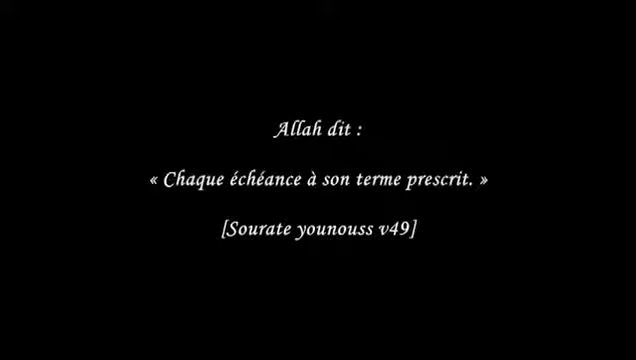 Allah dit :
« Chaque échéance à son terme prescrit. »
[Sourate younouss v49]